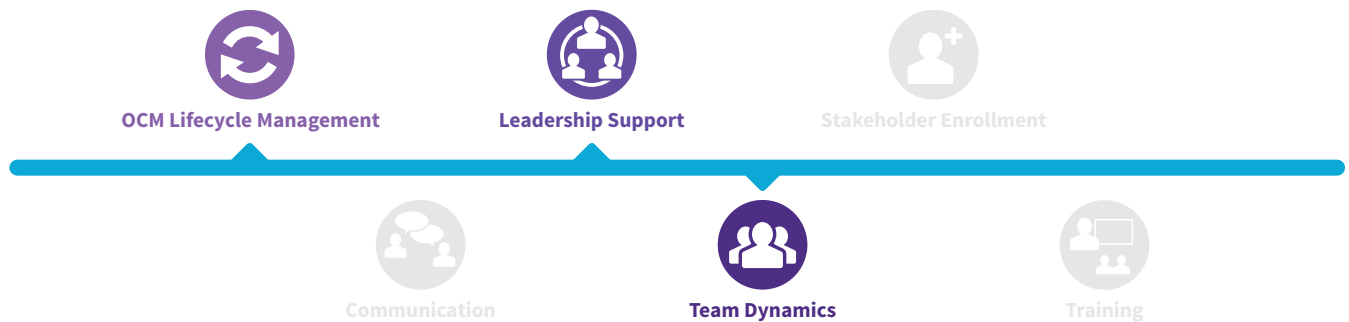 OCM Lifecycle Management
Leadership Support
Stakeholder Enrollment
Communication
Team Dynamics
Training